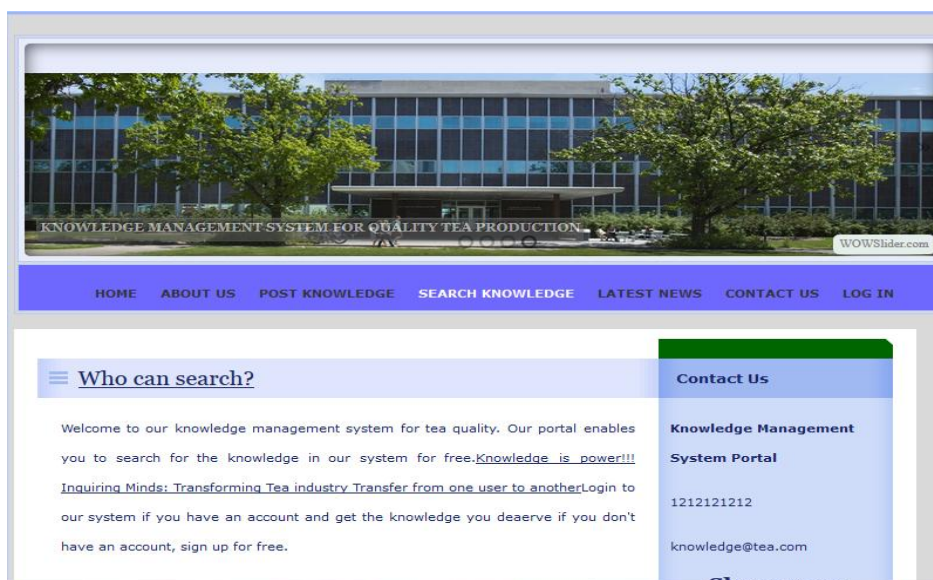 KNOWLEDGE MANAGEMENT SYSTEM FOR QUALITY TEA PRODUCTION
WOWSlider.com
HOME ABOUT US POST KNOWLEDGE SEARCH KNOWLEDGE LATEST NEWS CONTACT US LOG IN
Who can search?
Welcome to our knowledge management system for tea quality. Our portal enables
you to search for the knowledge in our system for free.Knowledge is power!!!
Inquiring Minds: Transforming Tea industry Transfer from one user to anotherLogin to
our system if you have an account and get the knowledge you deaerve if you don't
have an account, sign up for free.
Contact Us
Knowledge Management
System Portal
1212121212
knowledge@tea.com